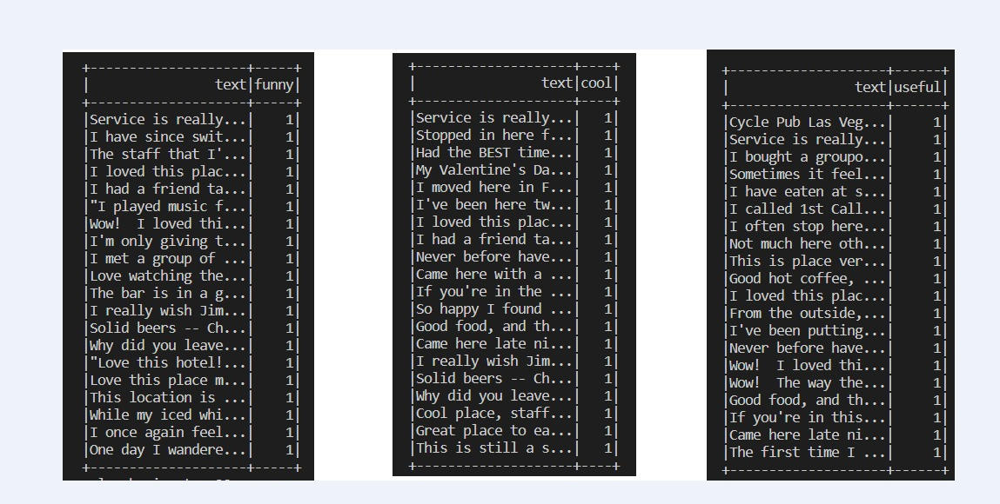 +--------------------+-----+
|                text|funny|
+--------------------+-----+
|Service is really...|    1|
|I have since swit...|    1|
|The staff that I'...|    1|
|I loved this plac...|    1|
|I had a friend ta...|    1|
|"I played music f...|    1|
|Wow!  I loved thi...|    1|
|I'm only giving t...|    1|
|I met a group of ...|    1|
|Love watching the...|    1|
|The bar is in a g...|    1|
|I really wish Jim...|    1|
|Solid beers -- Ch...|    1|
|Why did you leave...|    1|
|"Love this hotel!...|    1|
|Love this place m...|    1|
|This location is ...|    1|
|While my iced whi...|    1|
|I once again feel...|    1|
|One day I wandere...|    1|
+--------------------+-----+
+--------------------+----+
|                text|cool|
+--------------------+----+
|Service is really...|   1|
|Stopped in here f...|   1|
|Had the BEST time...|   1|
|My Valentine's Da...|   1|
|I moved here in F...|   1|
|I've been here tw...|   1|
|I loved this plac...|   1|
|I had a friend ta...|   1|
|Never before have...|   1|
|Came here with a ...|   1|
|If you're in the ...|   1|
|So happy I found ...|   1|
|Good food, and th...|   1|
|Came here late ni...|   1|
|I really wish Jim...|   1|
|Solid beers -- Ch...|   1|
|Why did you leave...|   1|
|Cool place, staff...|   1|
|Great place to ea...|   1|
|This is still a s...|   1|
+--------------------+----+
+--------------------+------+
|                text|useful|
+--------------------+------+
|Cycle Pub Las Veg...|     1|
|Service is really...|     1|
|I bought a groupo...|     1|
|Sometimes it feel...|     1|
|I have eaten at s...|     1|
|I called 1st Call...|     1|
|I often stop here...|     1|
|Not much here oth...|     1|
|This is place ver...|     1|
|Good hot coffee, ...|     1|
|I loved this plac...|     1|
|From the outside,...|     1|
|I've been putting...|     1|
|Never before have...|     1|
|Wow!  I loved thi...|     1|
|Wow!  The way the...|     1|
|Good food, and th...|     1|
|If you're in this...|     1|
|Came here late ni...|     1|
|The first time I ...|     1|
+--------------------+------+